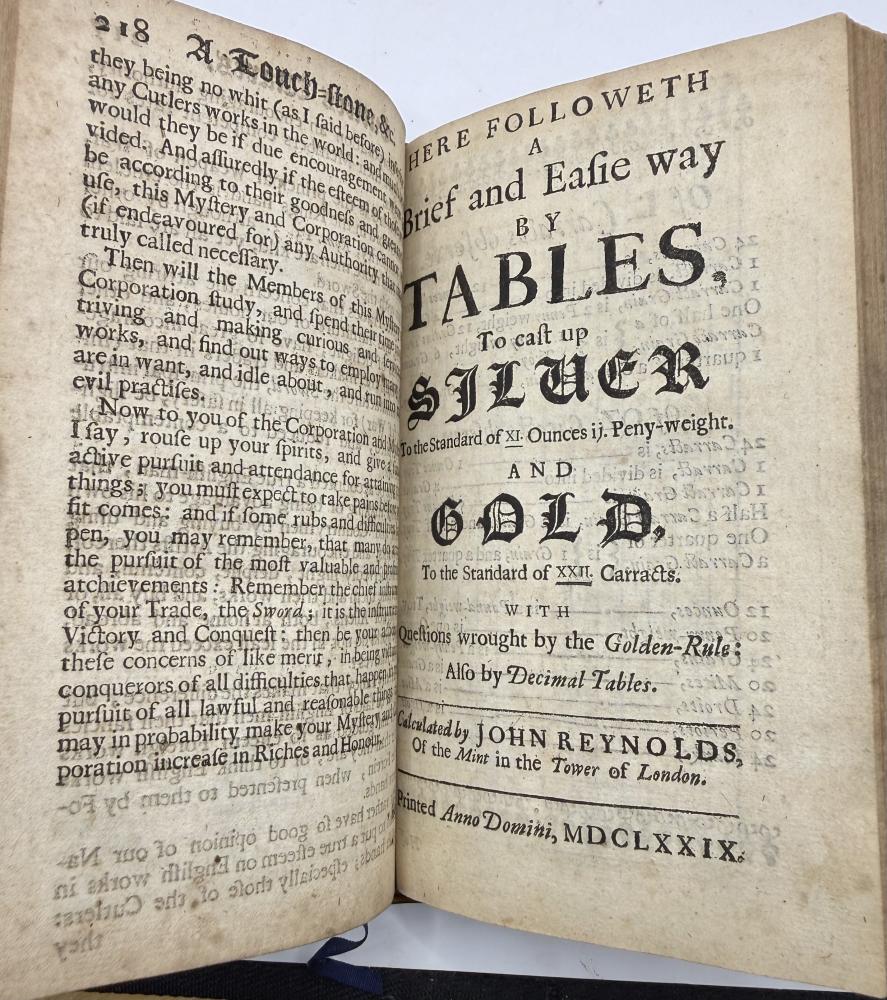 218 A Touch-stone, &c.
they being no whit (as I said before)
any Cutlers works in the world: and
would they be if due encouragement
vided. And assuredly if the esteem of
be according to their goodness and
use, this Mystery and Corporation
(if endeavoured for) any Authority
truly called necessary.
Then will the Members of this Mystery
Corporation study, and spend their time
triving and making curious and
works, and find out ways to employ
are in want, and idle about, and run into
evil practises.
Now to you of the Corporation and
I say, rouse up your spirits, and give
active pursuit and attendance for attaining
things; you must expect to take pains
fit comes: and if some rubs and
pen, you may remember, that many do
the pursuit of the most valuable and
atchievements: Remember the chief
of your Trade, the Sword; it is the
Victory and Conquest: then be your
these concerns of like merit, in being
conquerors of all difficulties that happen
pursuit of all lawful and reasonable things
may in probability make your Mystery
poration increase in Riches and Honour.
HERE FOLLOWETH
A
Brief and Easie way
BY
TABLES,
To cast up
SILUER
To the Standard of XI. Ounces ij. Peny-weight.
AND
GOLD,
To the Standard of XXII. Carracts.
WITH
Questions wrought by the Golden-Rule:
Also by Decimal Tables.
Calculated by JOHN REYNOLDS,
Of the Mint in the Tower of London.
Printed Anno Domini, MDCLXXIX.